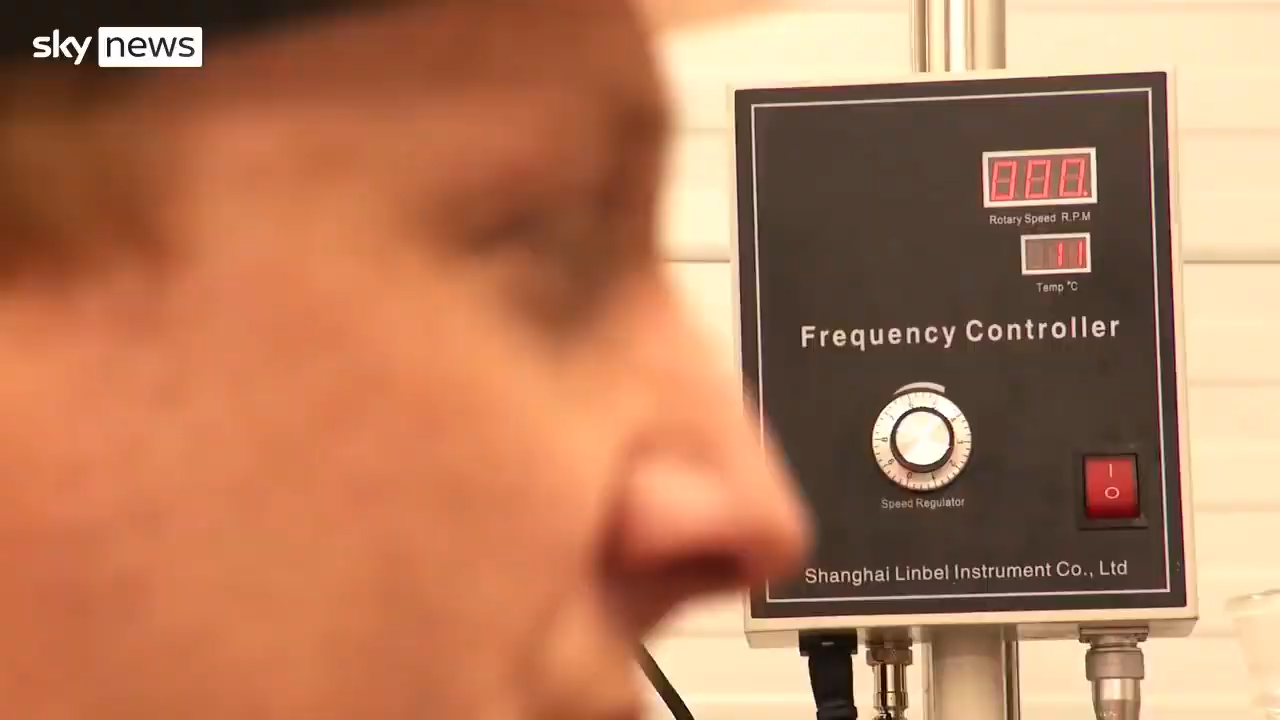 sky news
000.
Rotary Speed R.P.M
11
Temp °C
Frequency Controller
Speed Regulator
I
O
Shanghai Linbel Instrument Co., Ltd